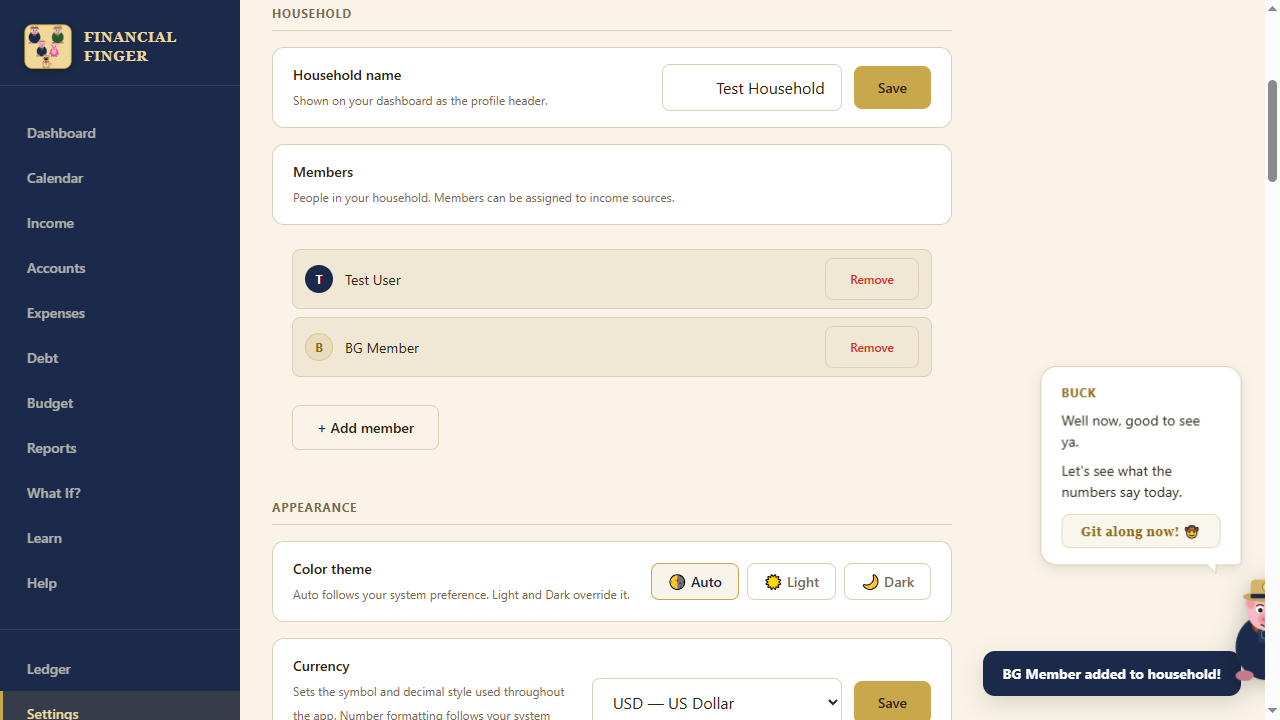 FINANCIAL
FINGER
Dashboard
Calendar
Income
Accounts
Expenses
Debt
Budget
Reports
What If?
Learn
Help
Ledger
Settings
HOUSEHOLD
Household name
Shown on your dashboard as the profile header.
Test Household
Save
Members
People in your household. Members can be assigned to income sources.
T
Test User
Remove
B
BG Member
Remove
+ Add member
APPEARANCE
Color theme
Auto follows your system preference. Light and Dark override it.
🌗 Auto
🌞 Light
🌙 Dark
Currency
Sets the symbol and decimal style used throughout
the app. Number formatting follows your system
USD — US Dollar
Save
BUCK
Well now, good to see
ya.
Let's see what the
numbers say today.
Git along now! 🤠
BG Member added to household!